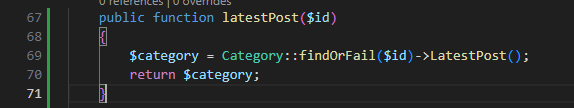 0 references | 0 overrides
67 public function latestPost($id)
68 {
69 $category = Category::findOrFail($id)->LatestPost();
70 return $category;
71 }